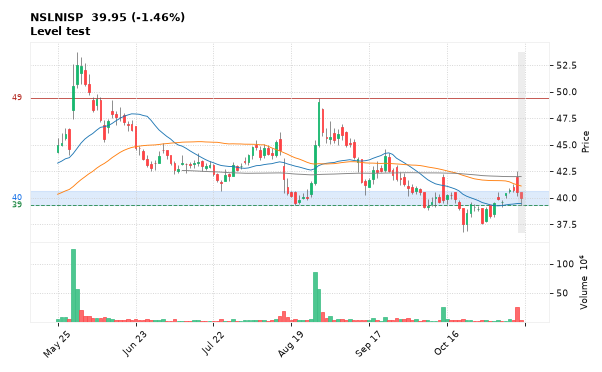 NSLNISP 39.95 (-1.46%)
Level test
52.5
50.0
49
47.5
45.0
Price
42.5
40
40.0
39
37.5
100
50
Volume 10⁶
May 25
Jun 23
Jul 22
Aug 19
Sep 17
Oct 16